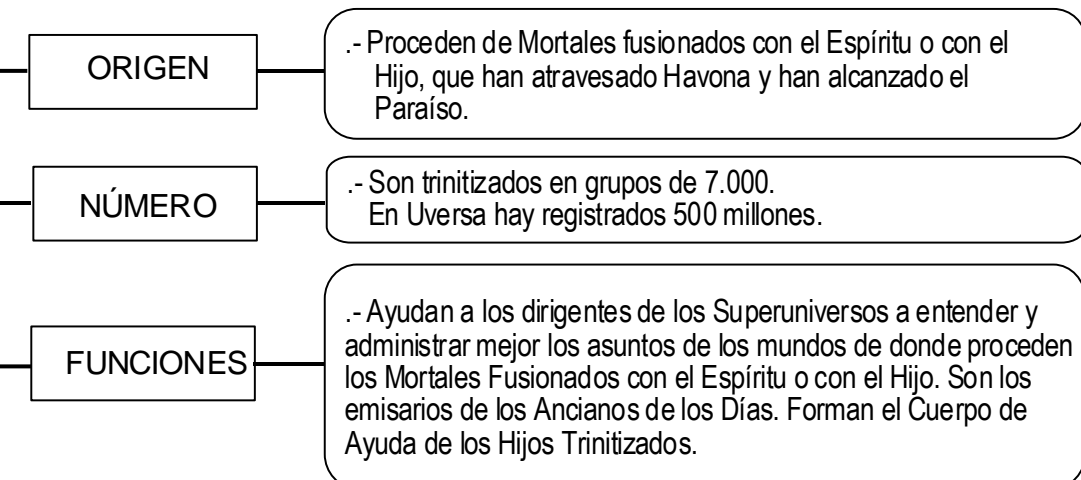 ORIGEN
.- Proceden de Mortales fusionados con el Espíritu o con el
Hijo, que han atravesado Havona y han alcanzado el
Paraíso.
NÚMERO
.- Son trinitizados en grupos de 7.000.
En Uversa hay registrados 500 millones.
FUNCIONES
.- Ayudan a los dirigentes de los Superuniversos a entender y
administrar mejor los asuntos de los mundos de donde proceden
los Mortales Fusionados con el Espíritu o con el Hijo. Son los
emisarios de los Ancianos de los Días. Forman el Cuerpo de
Ayuda de los Hijos Trinitizados.